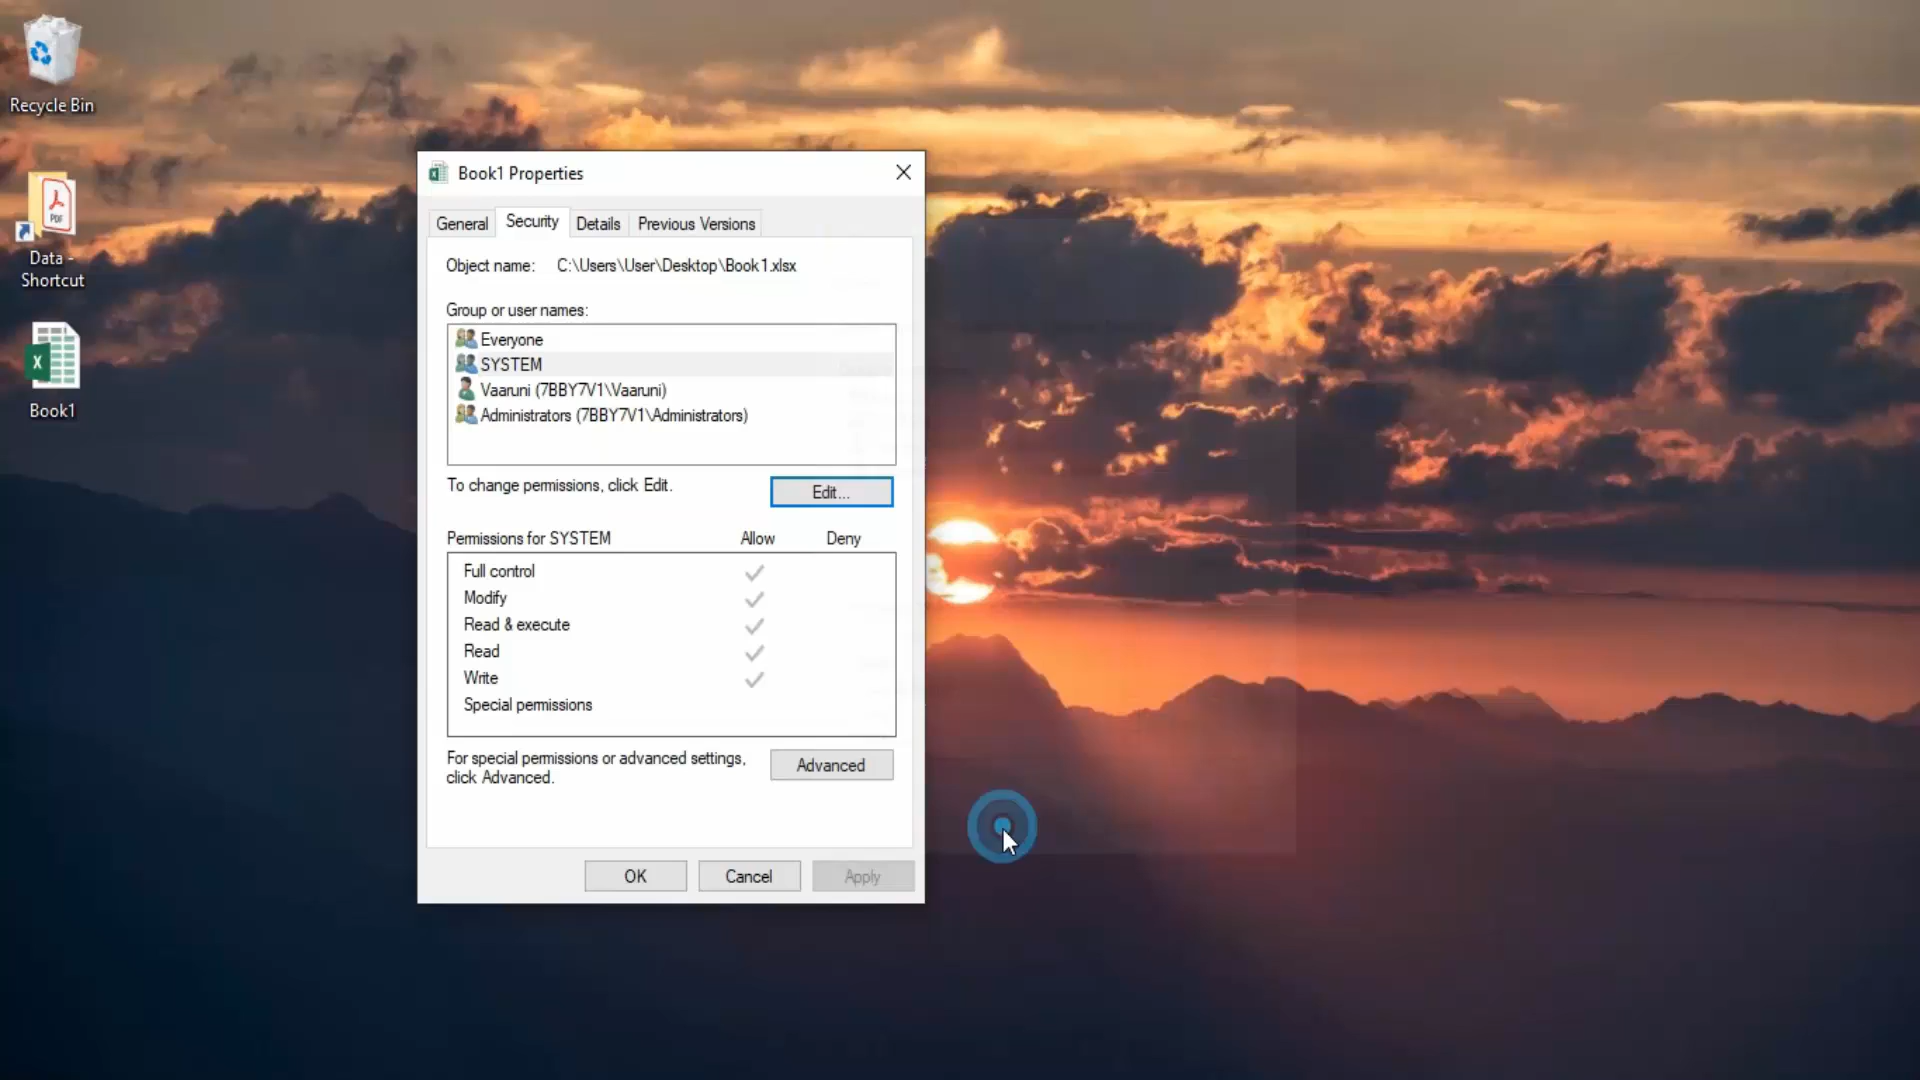 Recycle Bin
PDF
Data -
Shortcut
X
Book1
Book1 Properties
General
Security
Details
Previous Versions
Object name: C:\Users\User\Desktop\Book1.xlsx
Group or user names:
Everyone
SYSTEM
Vaaruni (7BBY7V1\Vaaruni)
Administrators (7BBY7V1\Administrators)
To change permissions, click Edit.
Edit...
Permissions for SYSTEM Allow Deny
Full control
Modify
Read & execute
Read
Write
Special permissions
For special permissions or advanced settings,
click Advanced.
Advanced
OK
Cancel
Apply